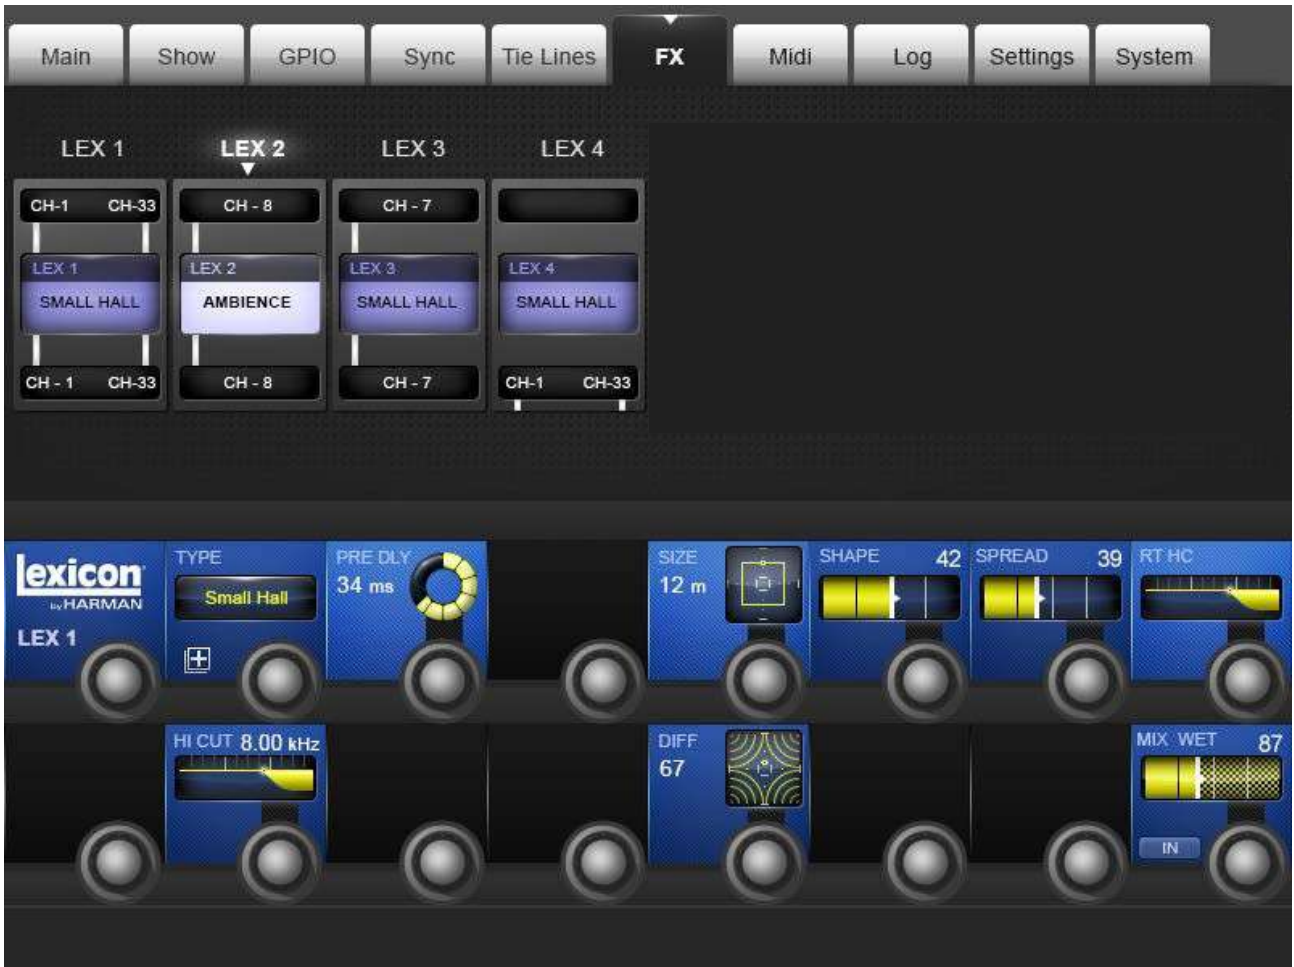 Main Show GPIO Sync Tie Lines FX Midi Log Settings System
LEX 1 LEX 2 LEX 3 LEX 4
CH-1 CH-33 CH - 8 CH - 7
LEX 1 LEX 2 LEX 3 LEX 4
SMALL HALL AMBIENCE SMALL HALL SMALL HALL
CH - 1 CH-33 CH - 8 CH - 7 CH-1 CH-33
lexicon TYPE PRE DLY SIZE SHAPE 42 SPREAD 39 RT HC
by HARMAN Small Hall 34 ms 12 m
LEX 1
HI CUT 8.00 kHz DIFF MIX WET 87
67
IN